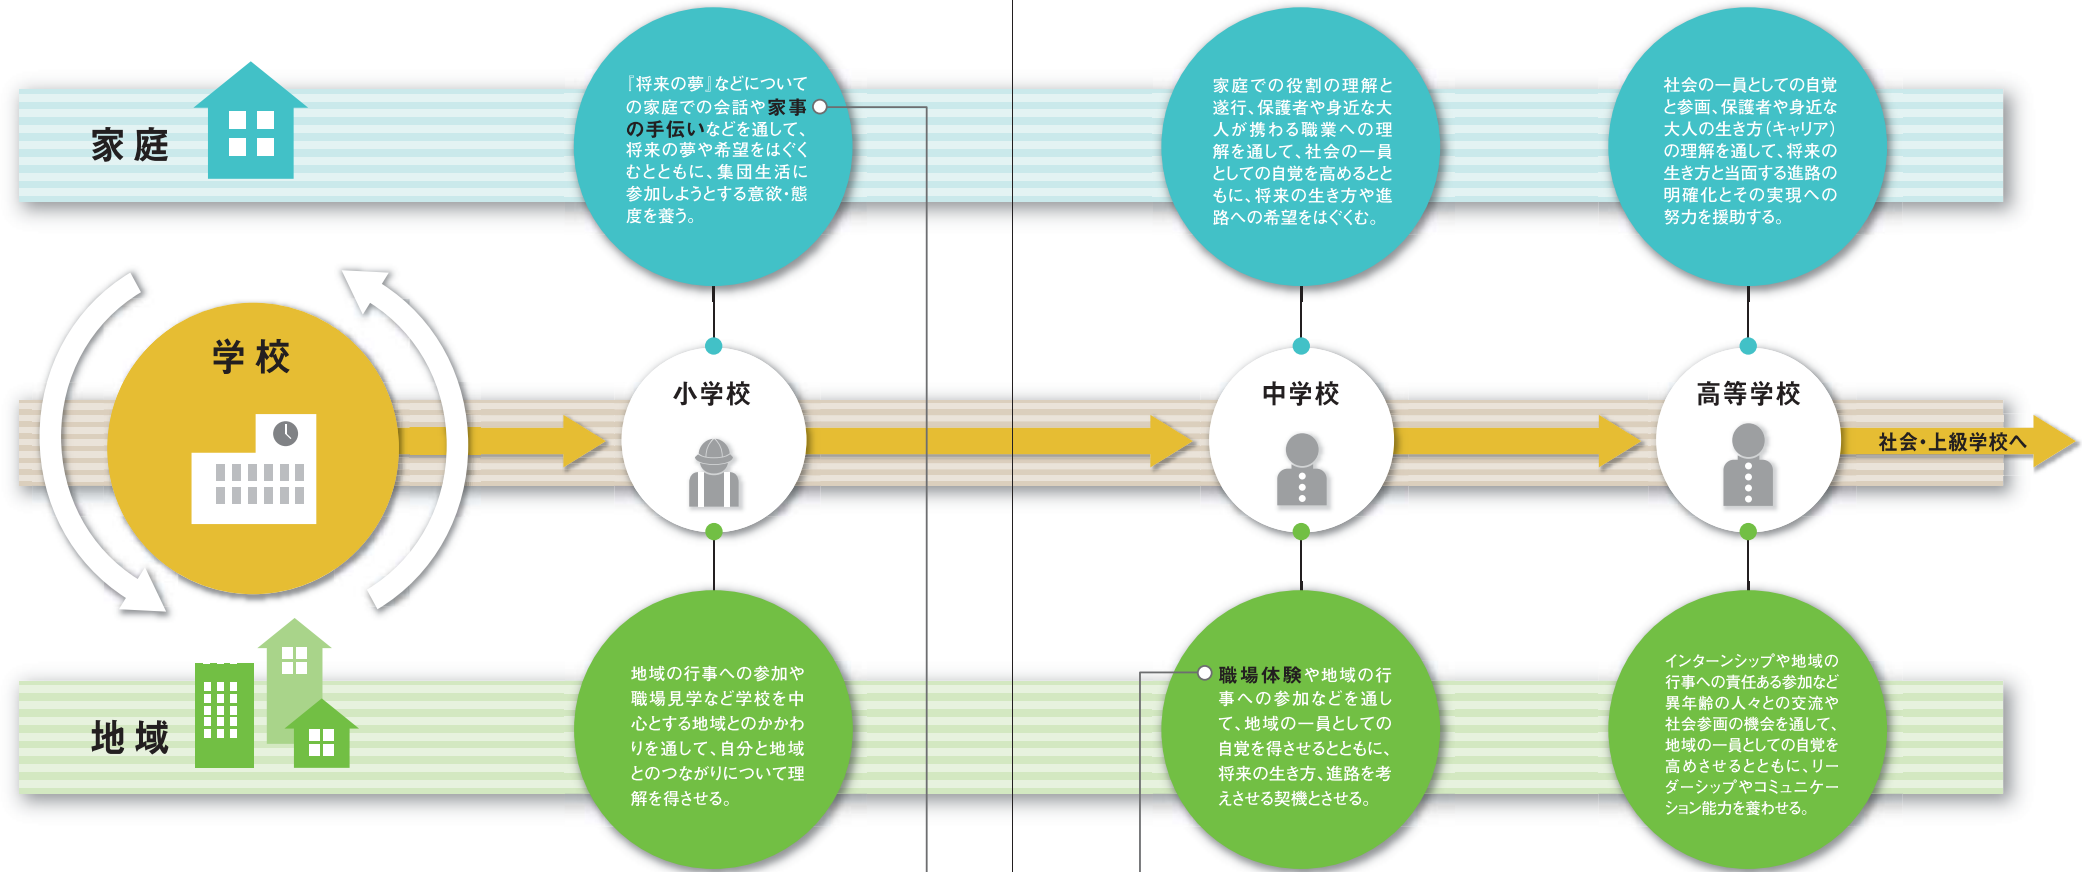 家庭
『将来の夢』などについて
の家庭での会話や家事
の手伝いなどを通して、
将来の夢や希望をはぐく
むとともに、集団生活に
参加しようとする意欲・態
度を養う。
家庭での役割の理解と
遂行、保護者や身近な大
人が携わる職業への理
解を通して、社会の一員
としての自覚を高めるとと
もに、将来の生き方や進
路への希望をはぐくむ。
社会の一員としての自覚
と参画、保護者や身近な
大人の生き方（キャリア）
の理解を通して、将来の
生き方と当面する進路の
明確化とその実現への
努力を援助する。
学校
小学校
中学校
高等学校
社会・上級学校へ
地域
地域の行事への参加や
職場見学など学校を中
心とする地域とのかかわ
りを通して、自分と地域
とのつながりについて理
解を得させる。
職場体験や地域の行
事への参加などを通し
て、地域の一員としての
自覚を得させるとともに、
将来の生き方、進路を考
えさせる契機とさせる。
インターンシップや地域の
行事への責任ある参加など
異年齢の人々との交流や
社会参画の機会を通して、
地域の一員としての自覚を
高めさせるとともに、リー
ダーシップやコミュニケー
ション能力を養わせる。